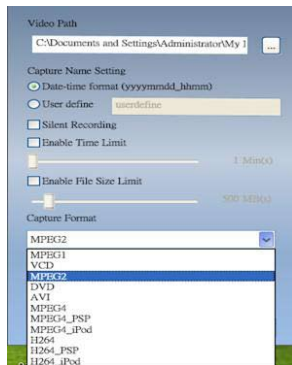 Video Path
C:\Documents and Settings\Administrator\My I
...
Capture Name Setting
Date-time format (yyyymmdd_hhmm)
User define userdefine
Silent Recording
Enable Time Limit
1 Min(s)
Enable File Size Limit
500 MB(s)
Capture Format
MPEG2
MPEG1
VCD
MPEG2
DVD
AVI
MPEG4
MPEG4_PSP
MPEG4_iPod
H264
H264_PSP
H264_iPod